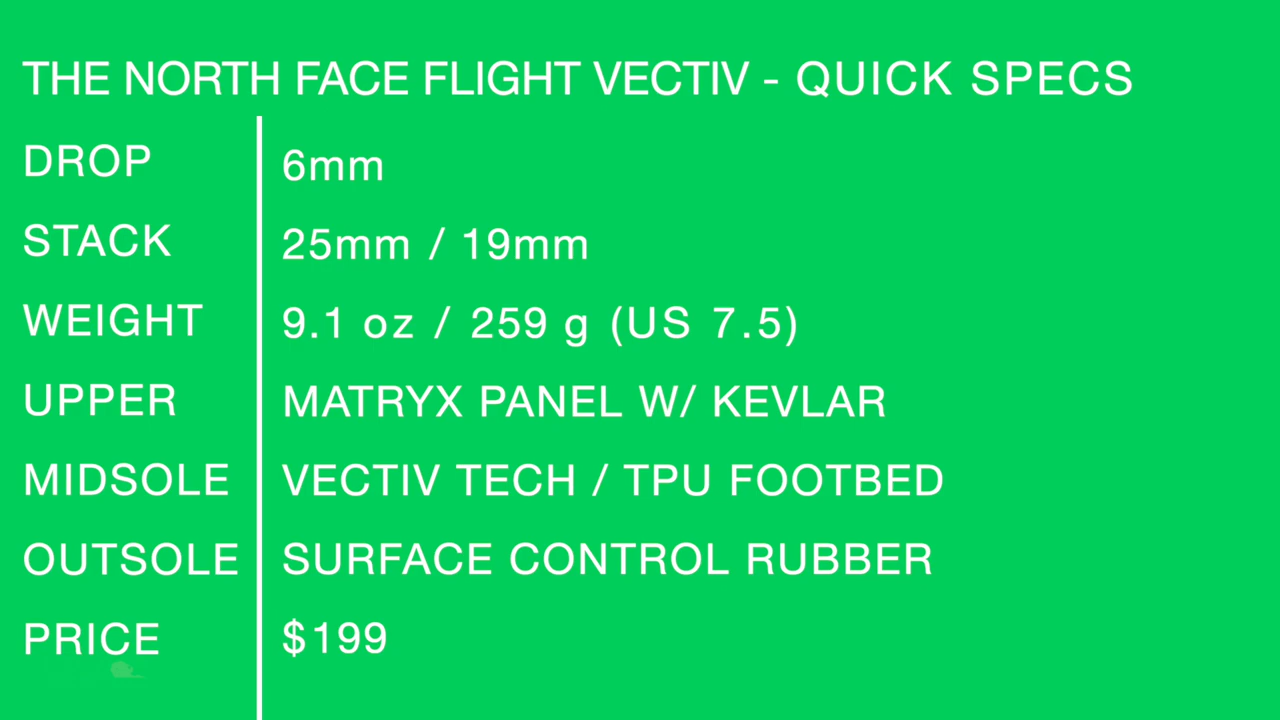 THE NORTH FACE FLIGHT VECTIV - QUICK SPECS
DROP 6mm
STACK 25mm / 19mm
WEIGHT 9.1 oz / 259 g (US 7.5)
UPPER MATRYX PANEL W/ KEVLAR
MIDSOLE VECTIV TECH / TPU FOOTBED
OUTSOLE SURFACE CONTROL RUBBER
PRICE $199